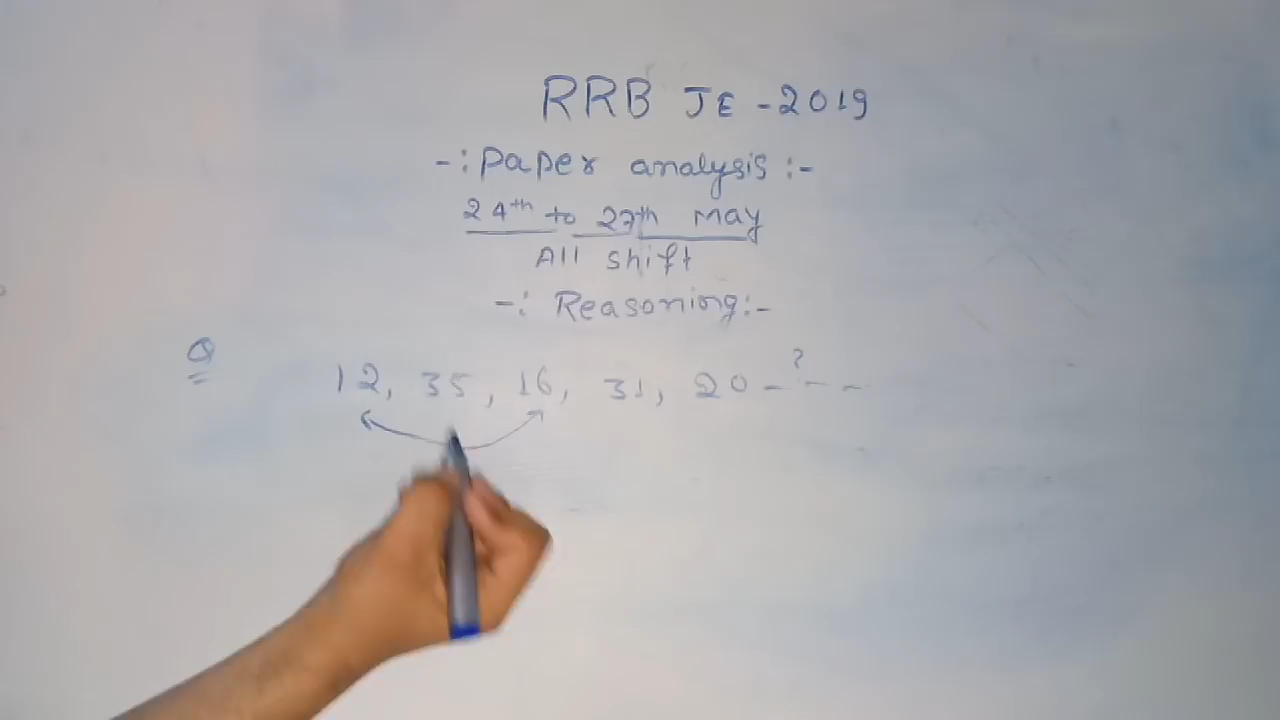 RRB JE - 2019
-: Paper analysis :-
24th to 27th may
All shift
-: Reasoning:-
Q 12, 35, 16, 31, 20 -?- -